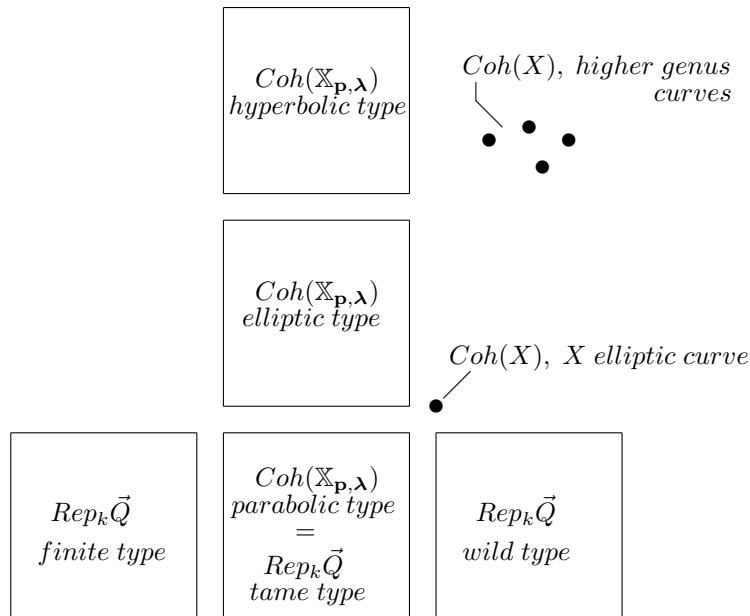 Coh(𝕏_{p,λ})
hyperbolic type
Coh(X), higher genus
curves
Coh(𝕏_{p,λ})
elliptic type
Coh(X), X elliptic curve
Rep_k Q⃗
finite type
Coh(𝕏_{p,λ})
parabolic type
=
Rep_k Q⃗
tame type
Rep_k Q⃗
wild type